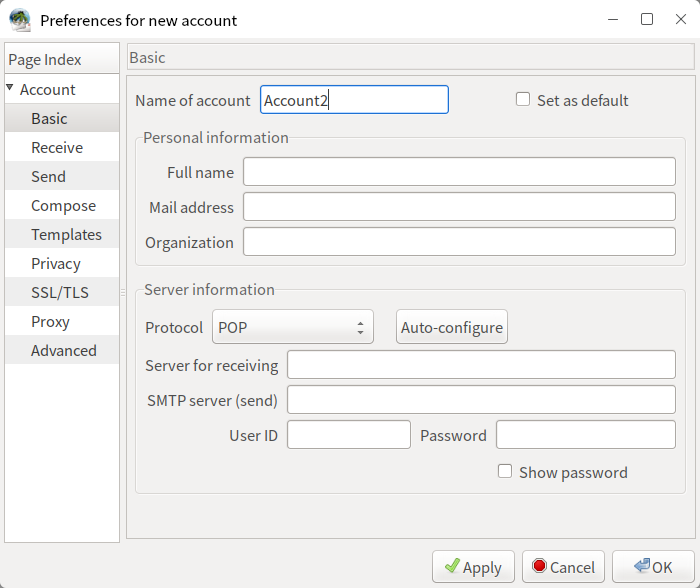 Preferences for new account
Page Index
Account
Basic
Receive
Send
Compose
Templates
Privacy
SSL/TLS
Proxy
Advanced
Basic
Name of account Account2 Set as default
Personal information
Full name
Mail address
Organization
Server information
Protocol POP Auto-configure
Server for receiving
SMTP server (send)
User ID Password
Show password
Apply Cancel OK